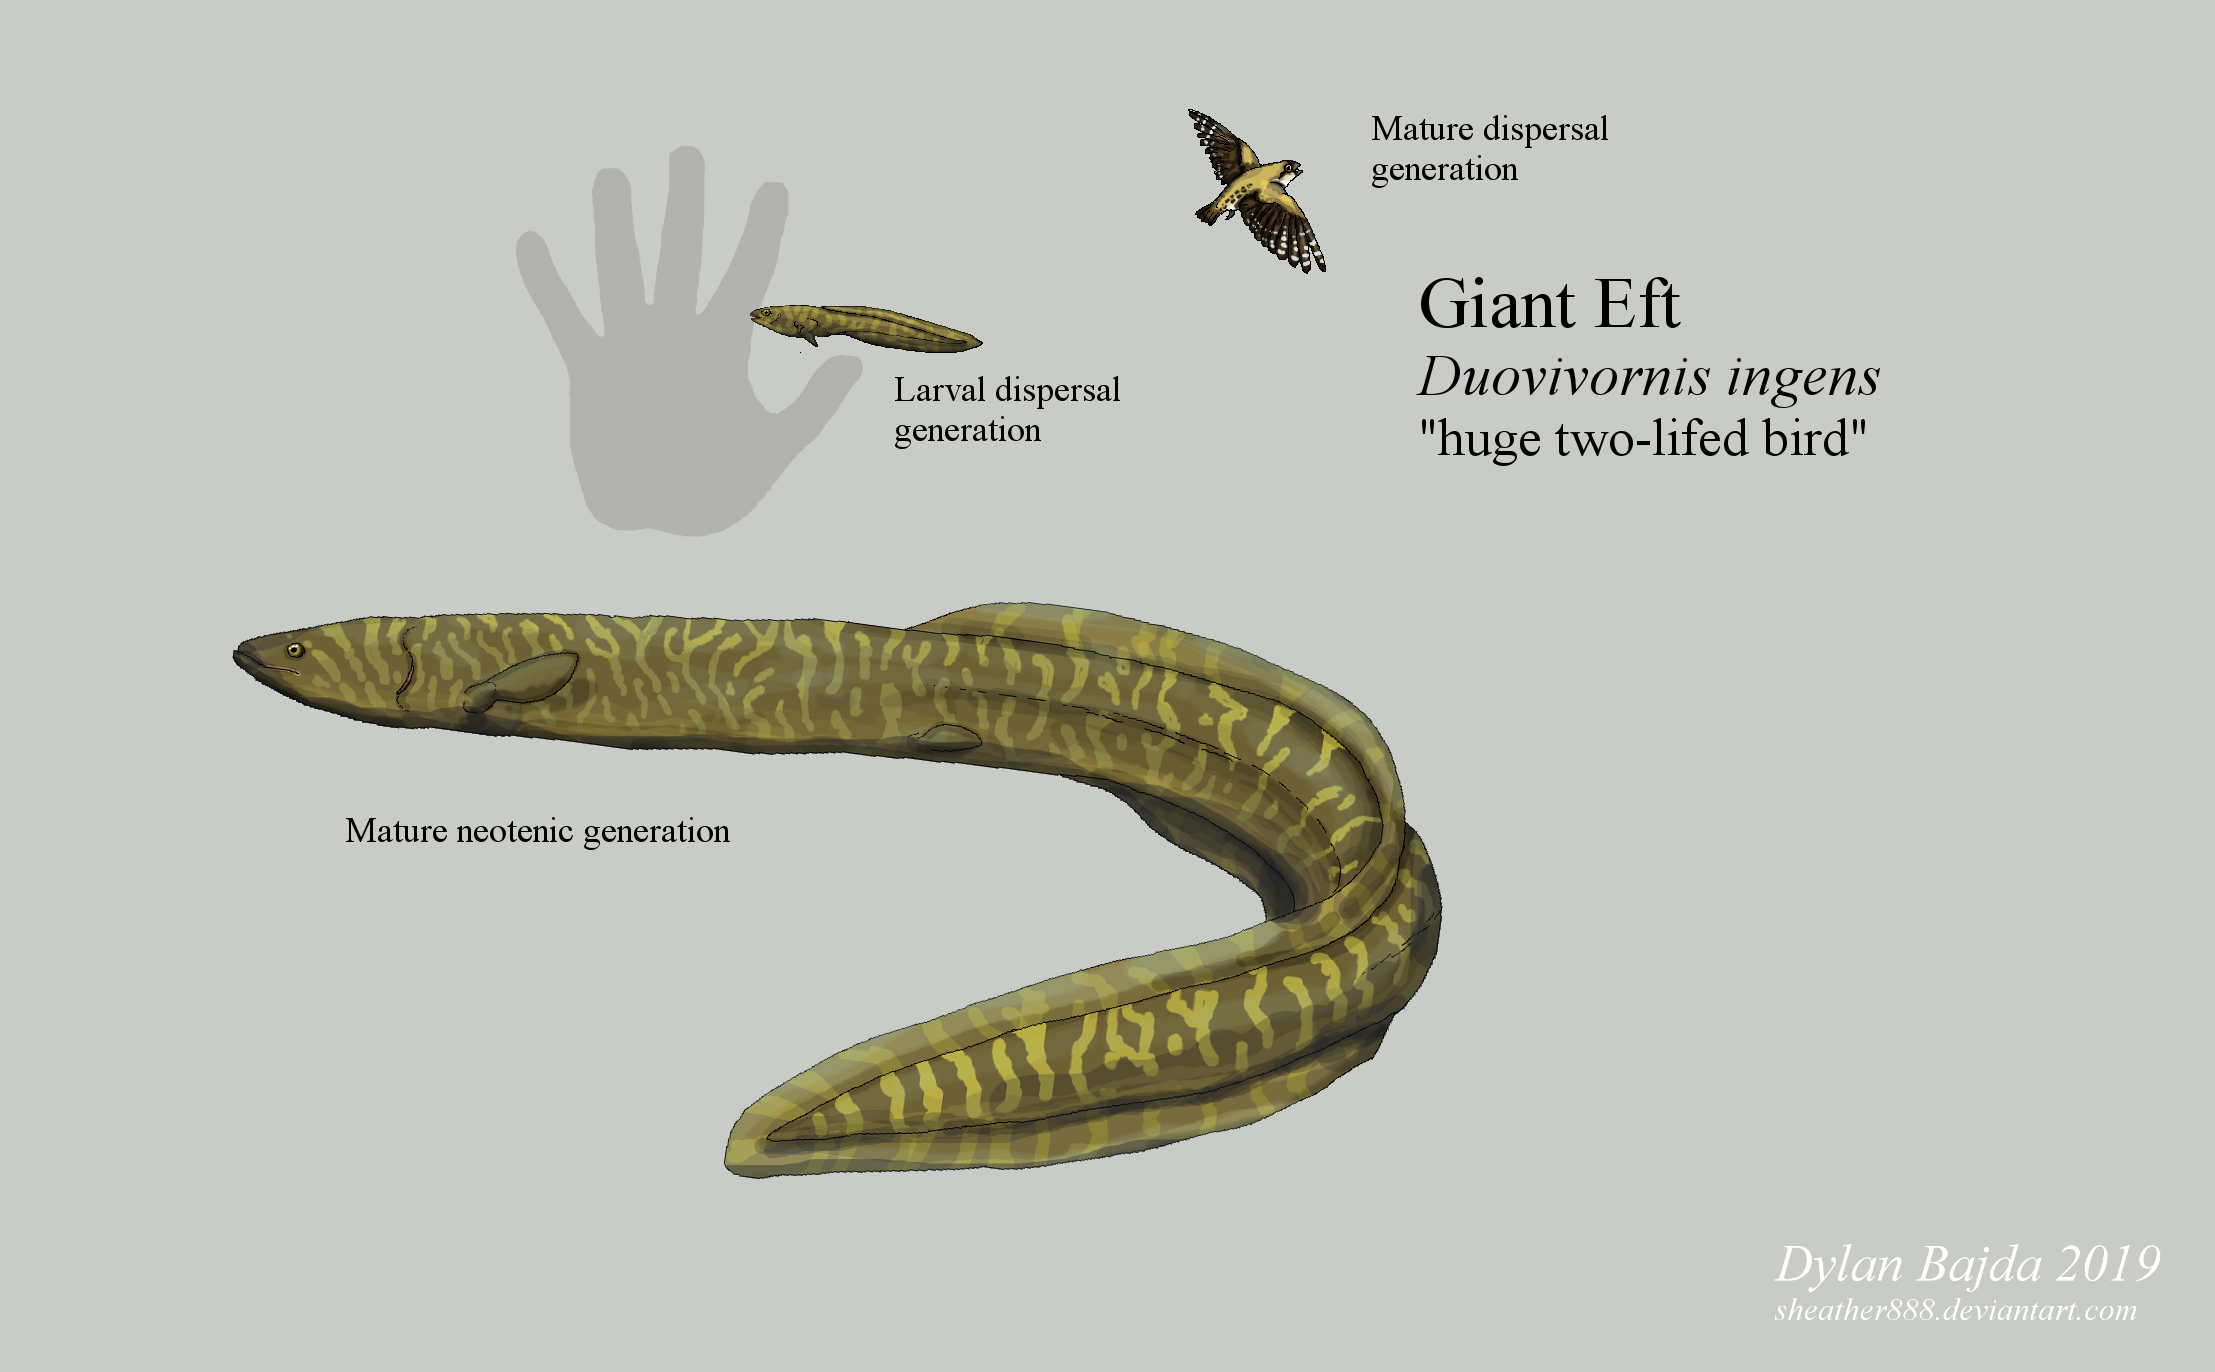 Mature dispersal
generation
Giant Eft
Duovivornis ingens
"huge two-lifed bird"
Larval dispersal
generation
Mature neotenic generation
Dylan Bajda 2019
sheather888.deviantart.com